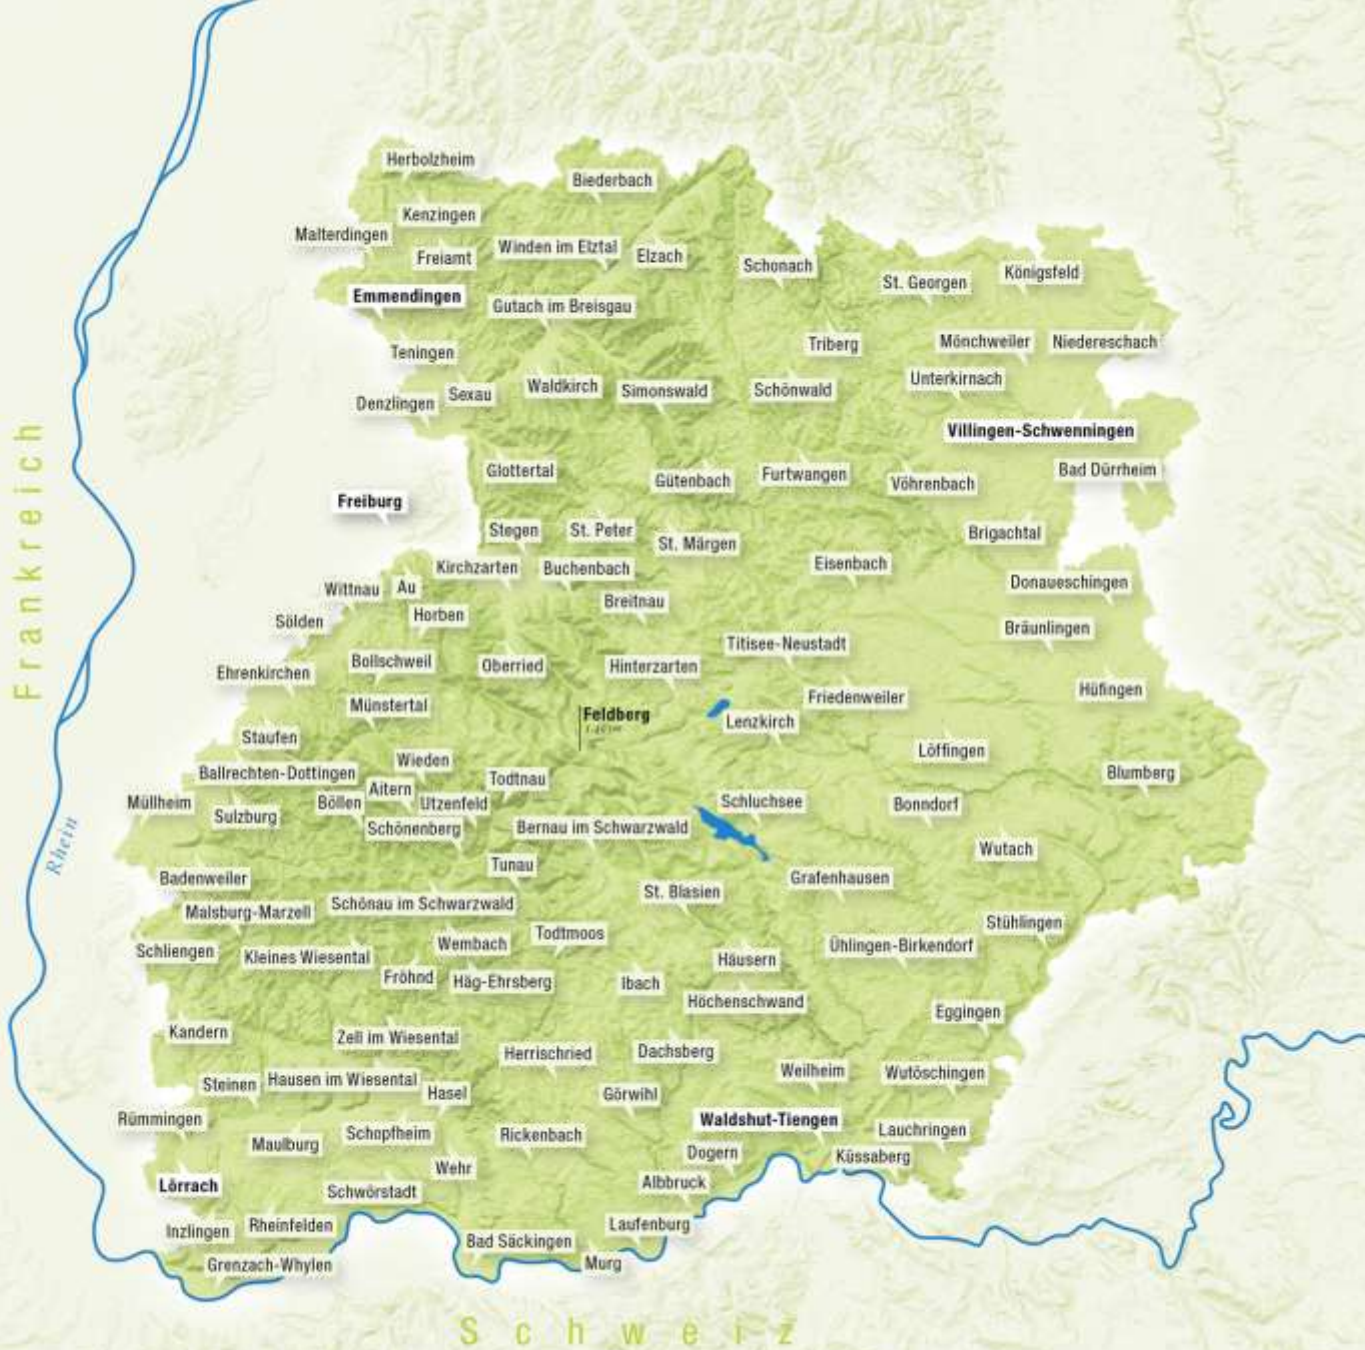 Herbolzheim
Biederbach
Kenzingen
Malterdingen
Freiamt
Winden im Elztal
Elzach
Schonach
St. Georgen
Königsfeld
Emmendingen
Gutach im Breisgau
Teningen
Triberg
Mönchweiler
Niedereschach
Denzlingen
Sexau
Waldkirch
Simonswald
Schönwald
Unterkirnach
Villingen-Schwenningen
Glottertal
Gütenbach
Furtwangen
Vöhrenbach
Bad Dürrheim
Freiburg
Stegen
St. Peter
St. Märgen
Brigachtal
Kirchzarten
Buchenbach
Eisenbach
Donaueschingen
Wittnau
Au
Horben
Breitnau
Sölden
Bräunlingen
Titisee-Neustadt
Ehrenkirchen
Bollschweil
Oberried
Hinterzarten
Friedenweiler
Hüfingen
Münstertal
Feldberg
Lenzkirch
Staufen
Löffingen
Ballrechten-Dottingen
Wieden
Todtnau
Blumberg
Müllheim
Sulzburg
Böllen
Aitern
Utzenfeld
Schluchsee
Bonndorf
Schönenberg
Bernau im Schwarzwald
Wutach
Rhein
Badenweiler
Tunau
Grafenhausen
St. Blasien
Malsburg-Marzell
Schönau im Schwarzwald
Stühlingen
Schliengen
Kleines Wiesental
Wembach
Todtmoos
Häusern
Ühlingen-Birkendorf
Fröhnd
Häg-Ehrsberg
Ibach
Höchenschwand
Eggingen
Kandern
Zell im Wiesental
Herrischried
Dachsberg
Weilheim
Wutöschingen
Steinen
Hausen im Wiesental
Hasel
Görwihl
Rümmingen
Maulburg
Schopfheim
Rickenbach
Waldshut-Tiengen
Lauchringen
Dogern
Küssaberg
Lörrach
Wehr
Schwörstadt
Albbruck
Inzlingen
Rheinfelden
Laufenburg
Bad Säckingen
Grenzach-Whylen
Murg
Frankreich
Schweiz